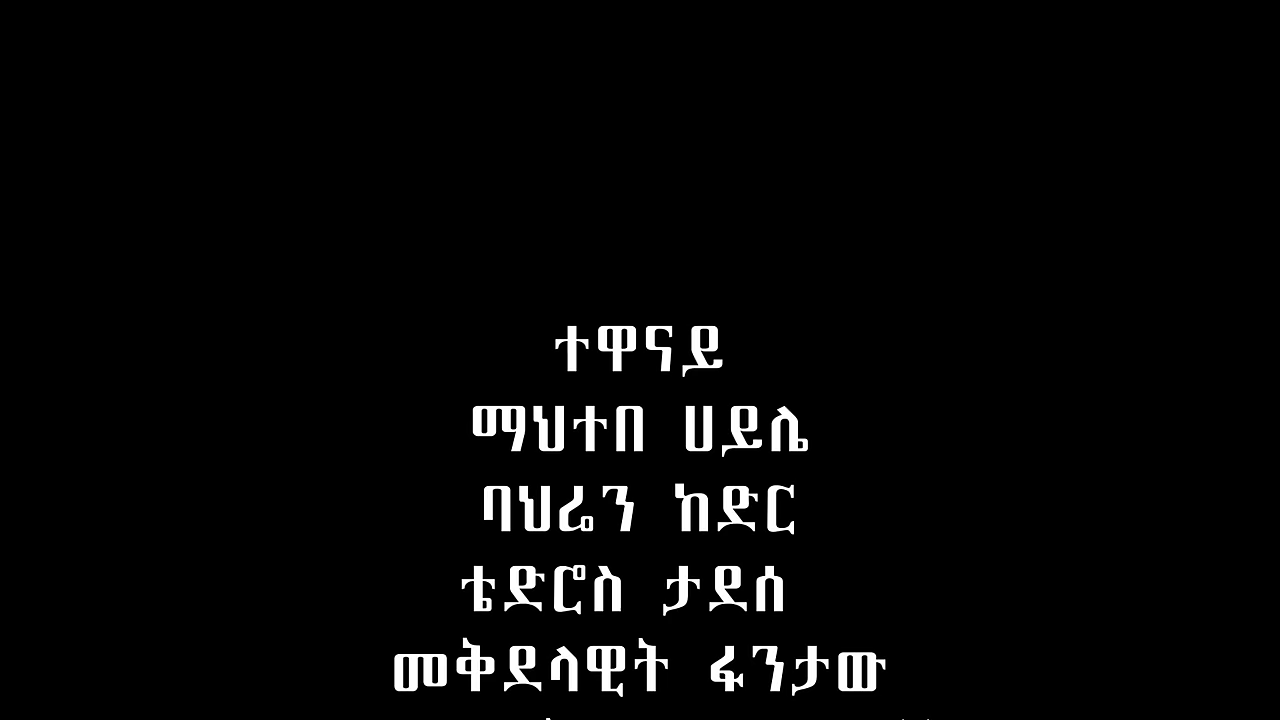 ተዋናይ
ማህተበ ሀይሌ
ባህሬን ከድር
ቴድሮስ ታደሰ
መቅደላዊት ፋንታው